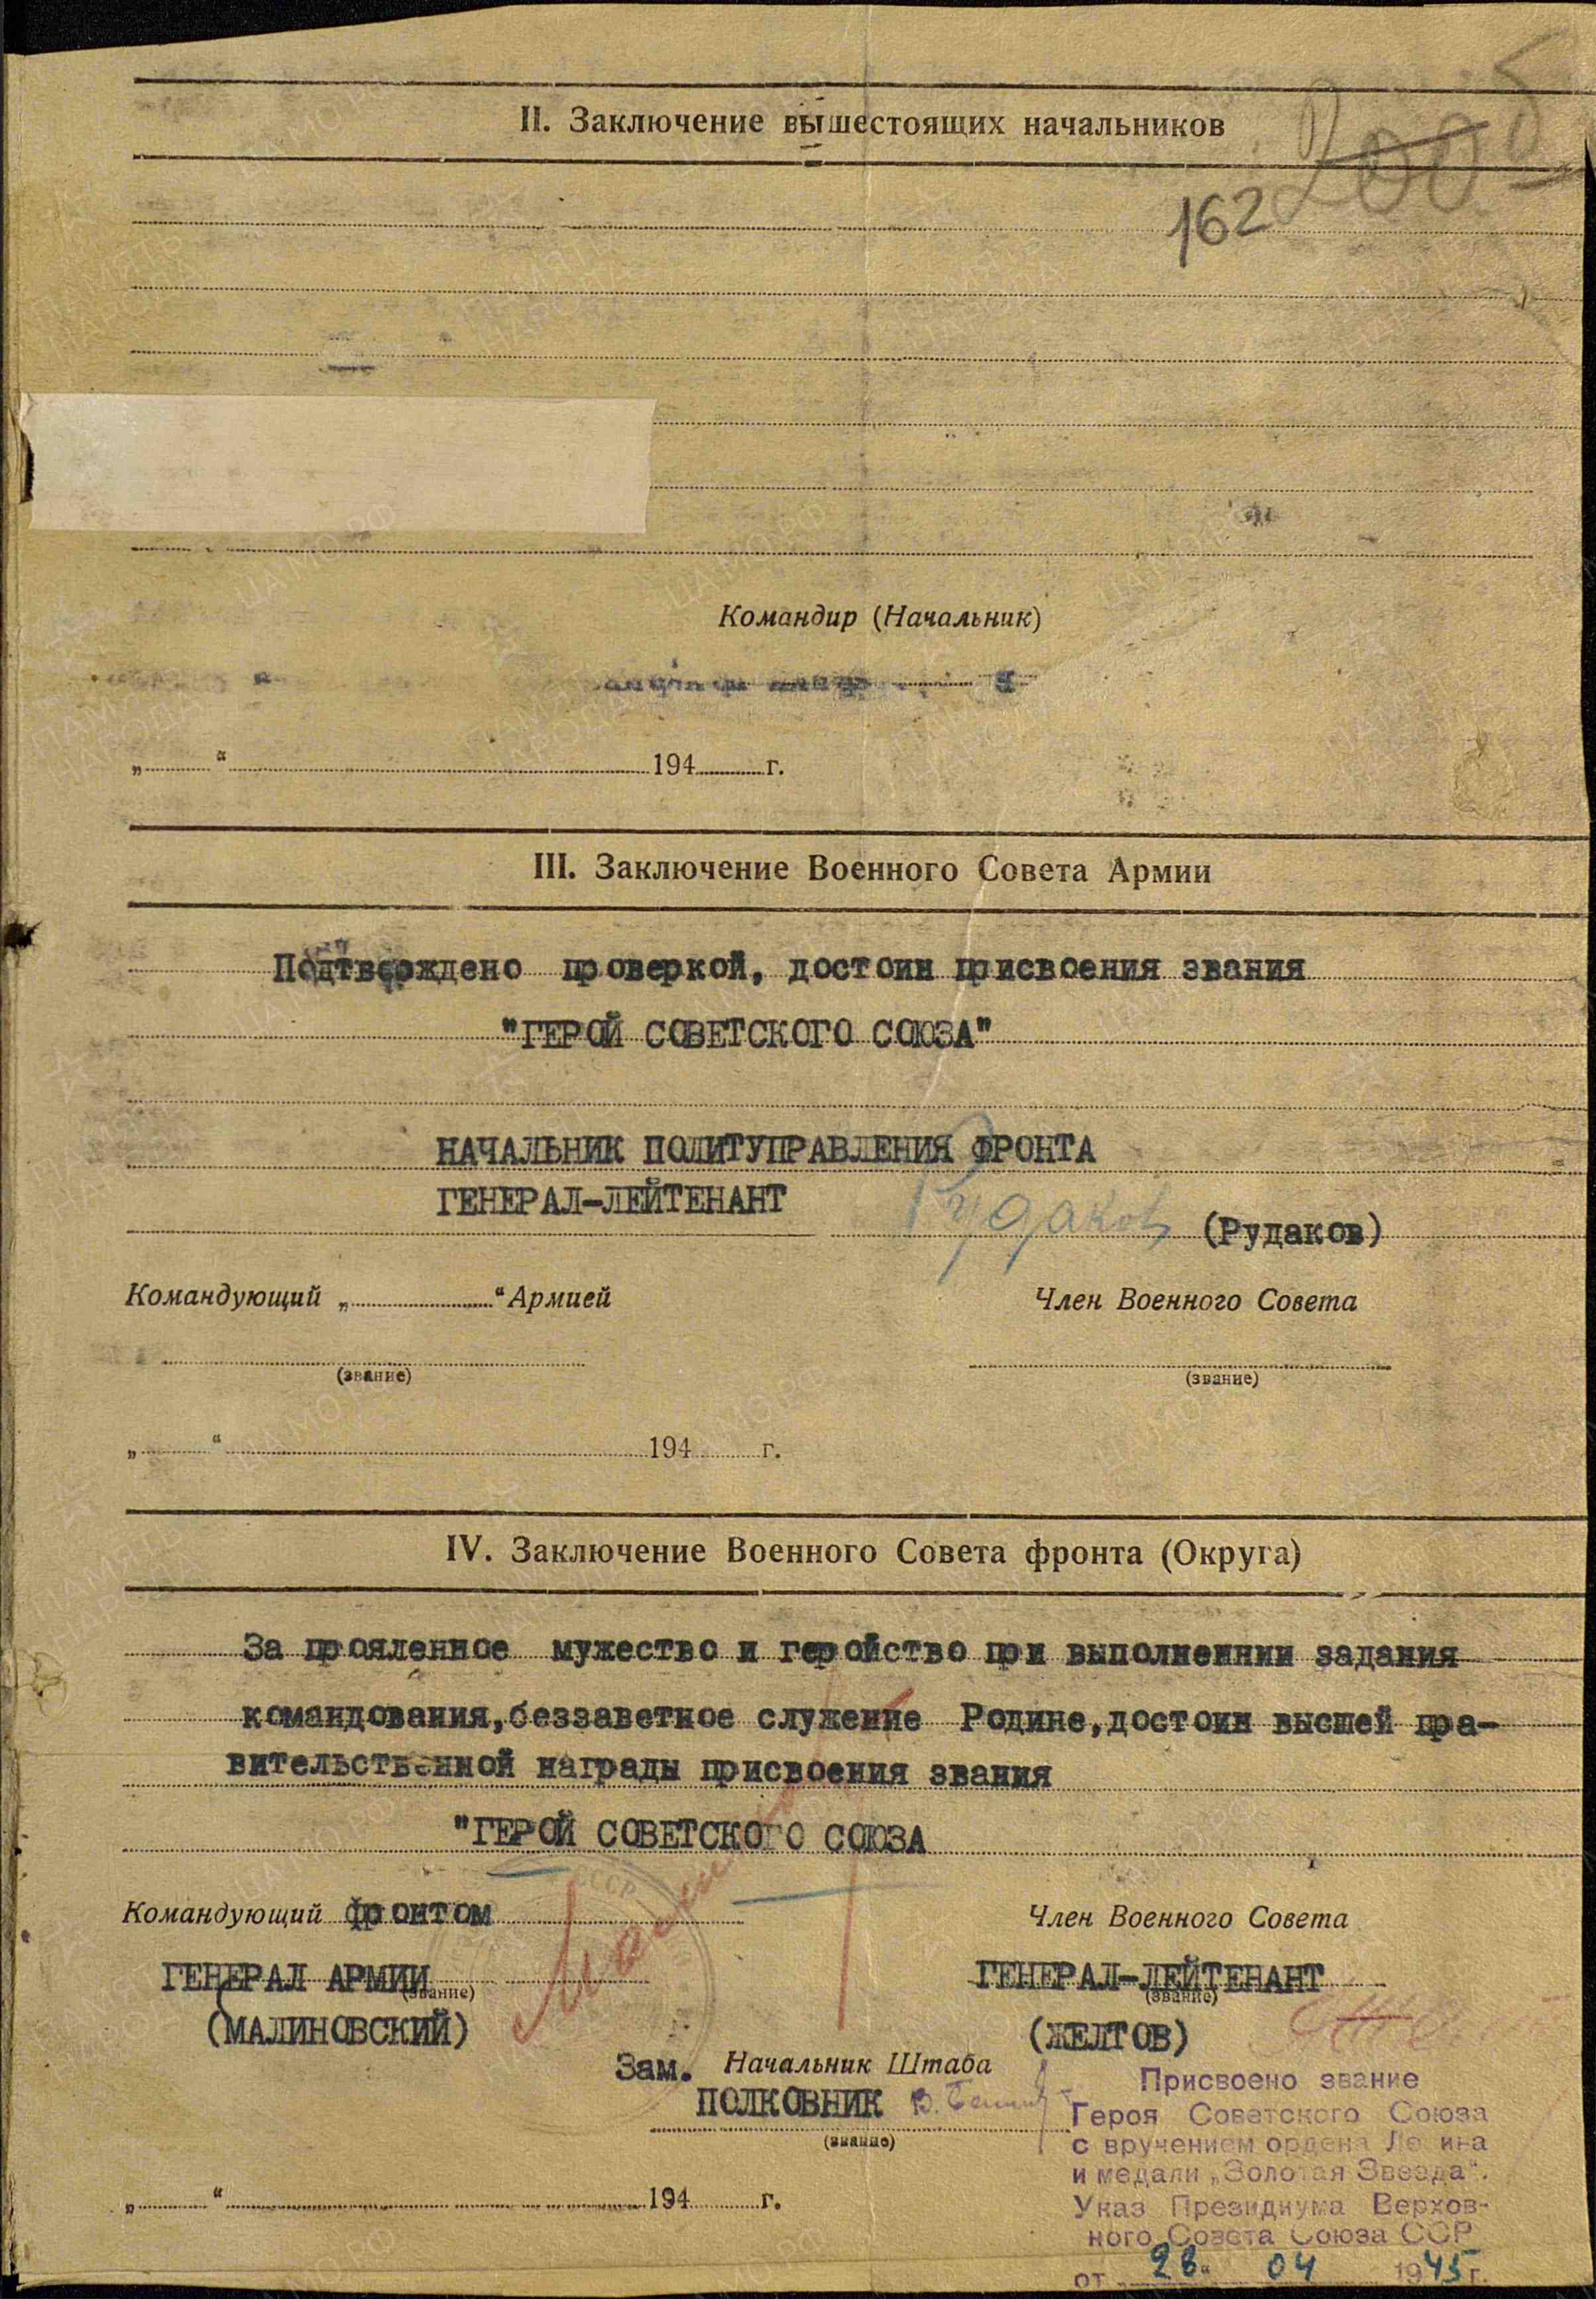 II. Заключение вышестоящих начальников
2005
162
Командир (Начальник)
„ “ 194 г.
III. Заключение Военного Совета Армии
Подтверждено проверкой, достоин присвоения звания
"ГЕРОЙ СОВЕТСКОГО СОЮЗА"
НАЧАЛЬНИК ПОЛИТУПРАВЛЕНИЯ ФРОНТА
ГЕНЕРАЛ-ЛЕЙТЕНАНТ Рудаков (Рудаков)
Командующий „ “ Армией Член Военного Совета
(звание) (звание)
„ “ 194 г.
IV. Заключение Военного Совета фронта (Округа)
За прояленное мужество и геройство при выполнеинии задания
командования,беззаветное служение Родине,достоин высшей пра-
вительственной награды присвоения звания
"ГЕРОЙ СОВЕТСКОГО СОЮЗА
Командующий фронтом Член Военного Совета
ГЕНЕРАЛ АРМИИ ГЕНЕРАЛ-ЛЕЙТЕНАНТ
(звание) (звание)
(МАЛИНОВСКИЙ) (ЖЕЛТОВ)
Зам. Начальник Штаба
ПОЛКОВНИК
(звание)
Присвоено звание
Героя Советского Союза
с вручением ордена Ленина
и медали „Золотая Звезда“.
Указ Президиума Верхов-
ного Совета Союза ССР
от 28 " 04 1945 г.
„ “ 194 г.